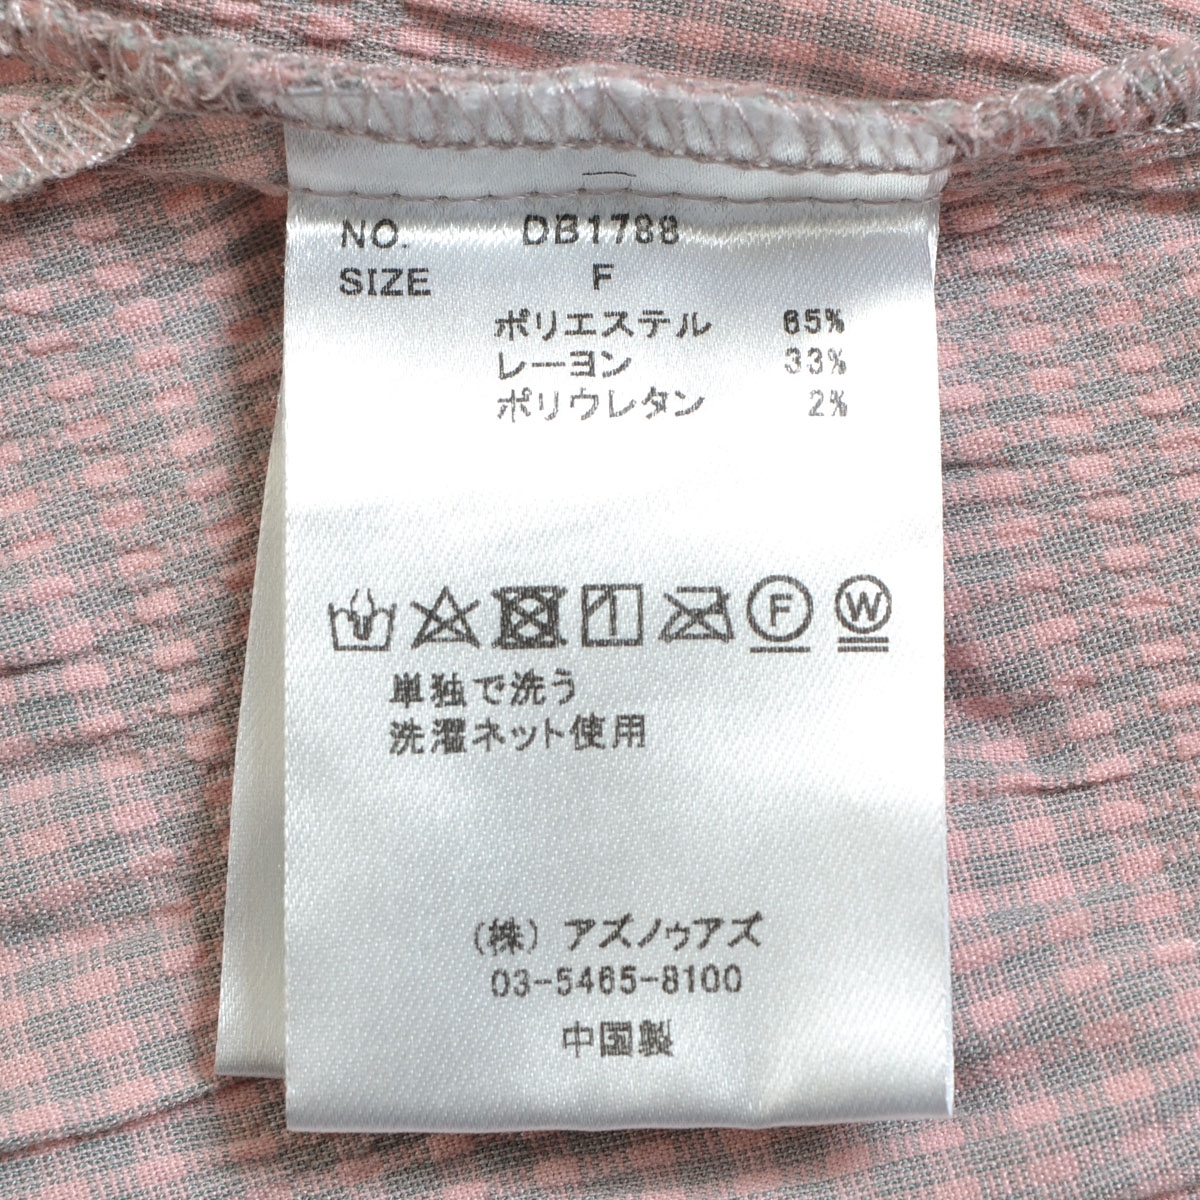 NO. DB1788
SIZE F
ポリエステル 65%
レーヨン 33%
ポリウレタン 2%
F W
単独で洗う
洗濯ネット使用
(株) アズノゥアズ
03-5465-8100
中国製